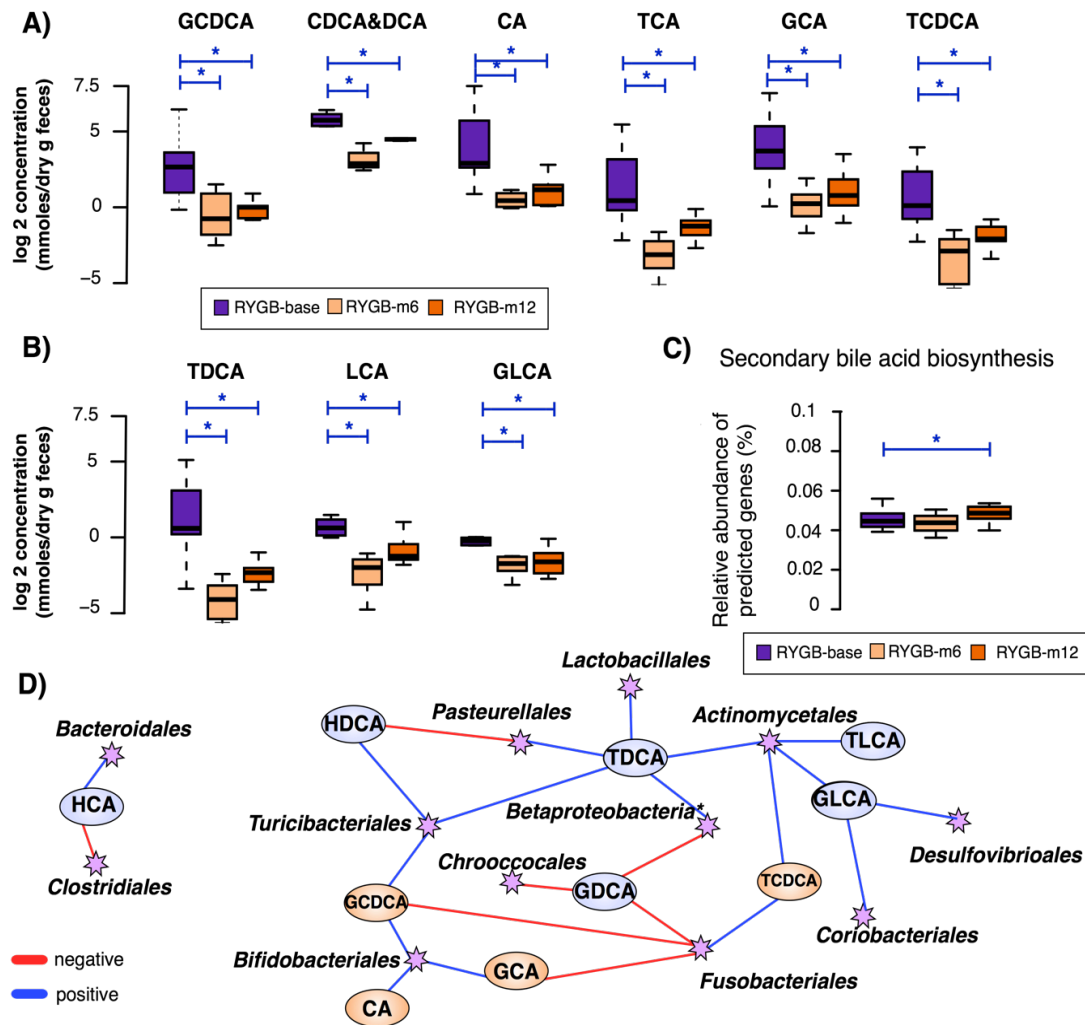 A)
GCDCA CDCA&DCA CA TCA GCA TCDCA
log 2 concentration
(mmoles/dry g feces)
7.5
5
0
−5
* * * * * * * * * * * *
RYGB-base RYGB-m6 RYGB-m12
B)
TDCA LCA GLCA
log 2 concentration
(mmoles/dry g feces)
7.5
5
0
−5
* * * * * *
C)
Secondary bile acid biosynthesis
Relative abundance of
predicted genes (%)
0.1
0.08
0.06
0.04
0.02
0
*
RYGB-base RYGB-m6 RYGB-m12
D)
Lactobacillales
Bacteroidales
HDCA
Pasteurellales
Actinomycetales
TLCA
TDCA
HCA
GLCA
Turicibacteriales
Betaproteobacteria*
Desulfovibrioales
Clostridiales
Chrooccocales
GCDCA
GDCA
TCDCA
Coriobacteriales
Bifidobacteriales
GCA
Fusobacteriales
CA
negative
positive